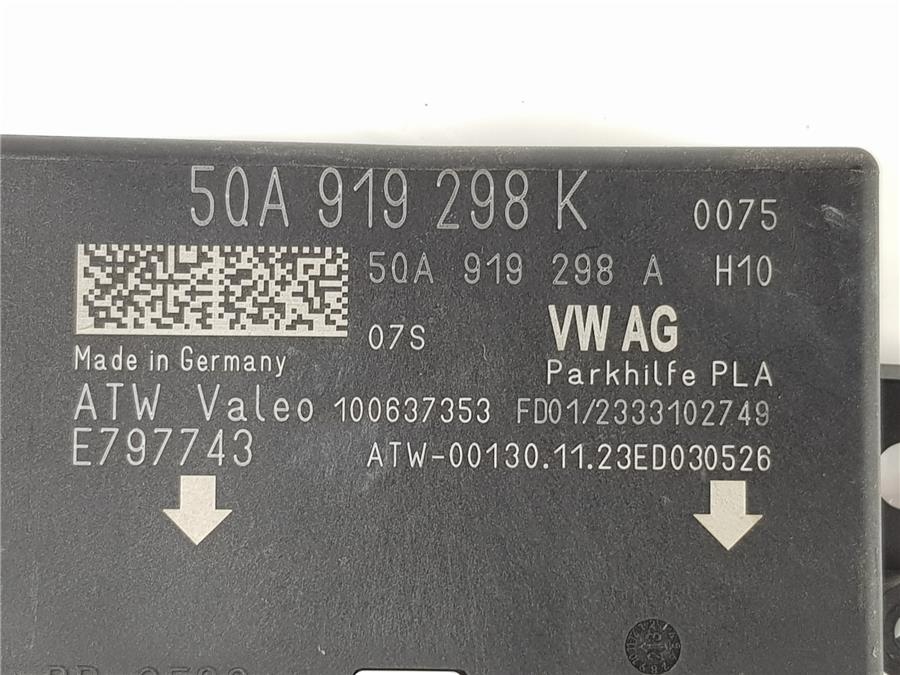 5QA 919 298 K 0075
5QA 919 298 A H10
07S VW AG
Made in Germany Parkhilfe PLA
ATW Valeo 100637353 FD01/2333102749
E797743 ATW-00130.11.23ED030526